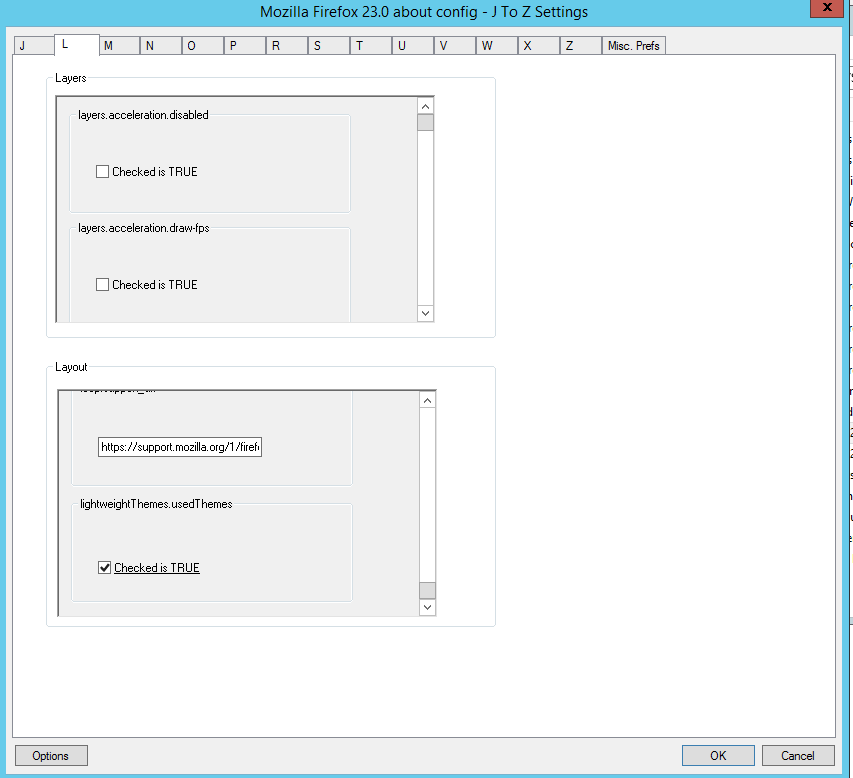 Mozilla Firefox 23.0 about config - J To Z Settings
x
J L M N O P R S T U V W X Z Misc. Prefs
Layers
layers.acceleration.disabled
Checked is TRUE
layers.acceleration.draw-fps
Checked is TRUE
Layout
https://support.mozilla.org/1/firef
lightweightThemes.usedThemes
Checked is TRUE
Options OK Cancel